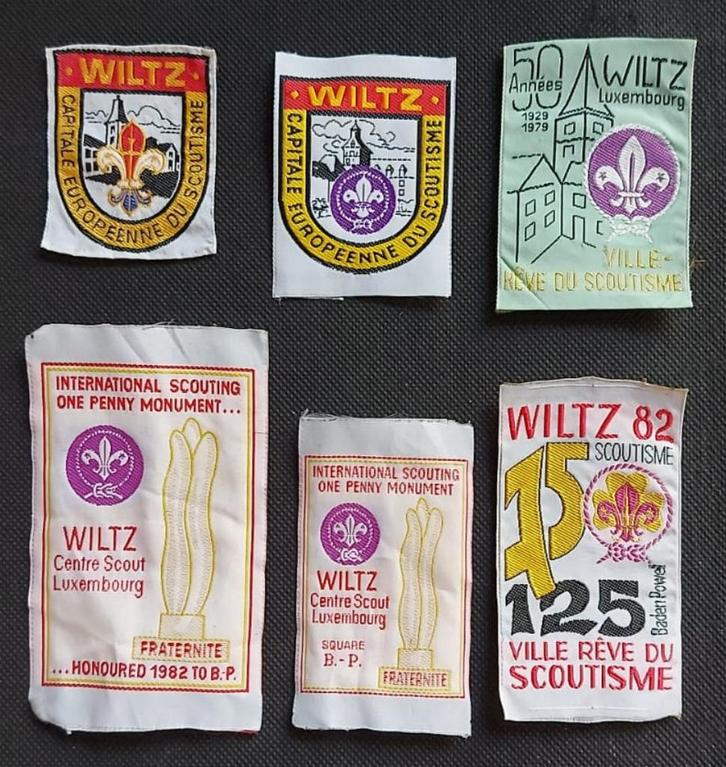 WILTZ
CAPITALE EUROPEENNE DU SCOUTISME
· WILTZ ·
CAPITALE EUROPEENNE DU SCOUTISME
50
Années
1929
1979
WILTZ
Luxembourg
VILLE-
RÊVE DU SCOUTISME
INTERNATIONAL SCOUTING
ONE PENNY MONUMENT...
WILTZ
Centre Scout
Luxembourg
FRATERNITE
...HONOURED 1982 TO B.-P.
INTERNATIONAL SCOUTING
ONE PENNY MONUMENT
WILTZ
Centre Scout
Luxembourg
SQUARE
B.-P.
FRATERNITE
WILTZ 82
75
SCOUTISME
125
Baden Powell
VILLE RÊVE DU
SCOUTISME